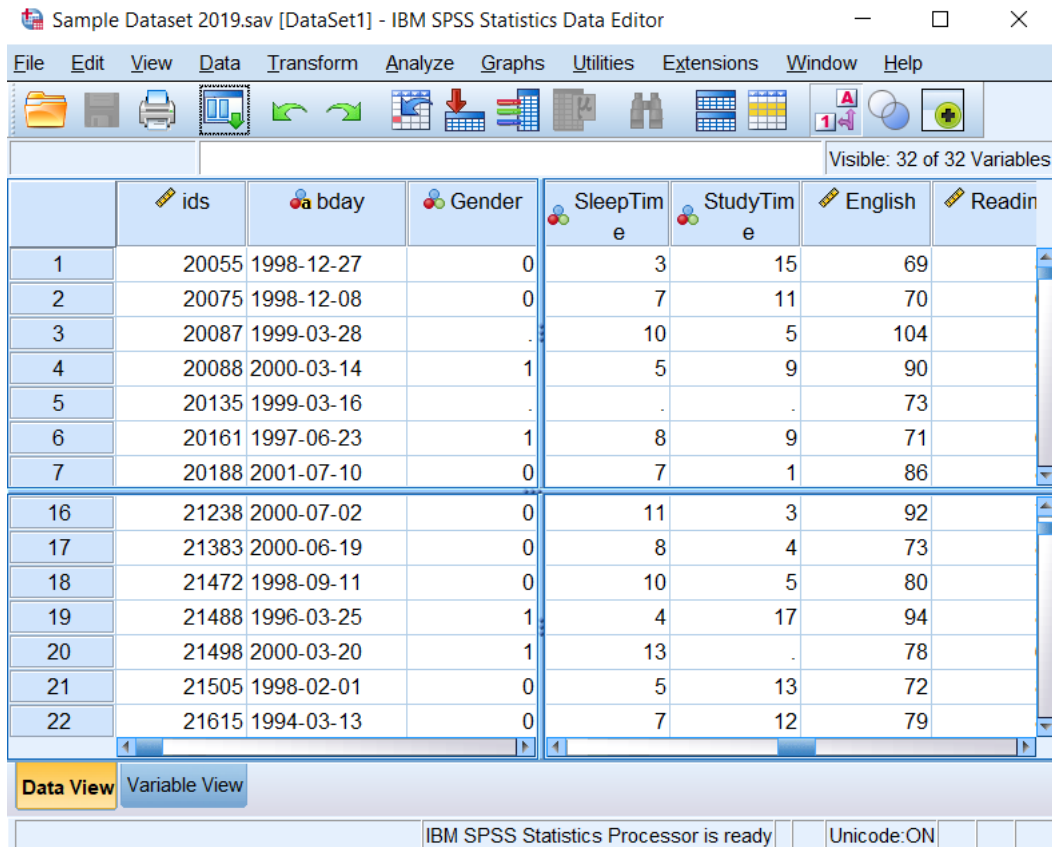 Sample Dataset 2019.sav [DataSet1] - IBM SPSS Statistics Data Editor
File Edit View Data Transform Analyze Graphs Utilities Extensions Window Help
Visible: 32 of 32 Variables
ids bday Gender SleepTime StudyTime English Readin
1 20055 1998-12-27 0 3 15 69
2 20075 1998-12-08 0 7 11 70
3 20087 1999-03-28 . 10 5 104
4 20088 2000-03-14 1 5 9 90
5 20135 1999-03-16 . . . 73
6 20161 1997-06-23 1 8 9 71
7 20188 2001-07-10 0 7 1 86
16 21238 2000-07-02 0 11 3 92
17 21383 2000-06-19 0 8 4 73
18 21472 1998-09-11 0 10 5 80
19 21488 1996-03-25 1 4 17 94
20 21498 2000-03-20 1 13 . 78
21 21505 1998-02-01 0 5 13 72
22 21615 1994-03-13 0 7 12 79
Data View Variable View
IBM SPSS Statistics Processor is ready Unicode:ON